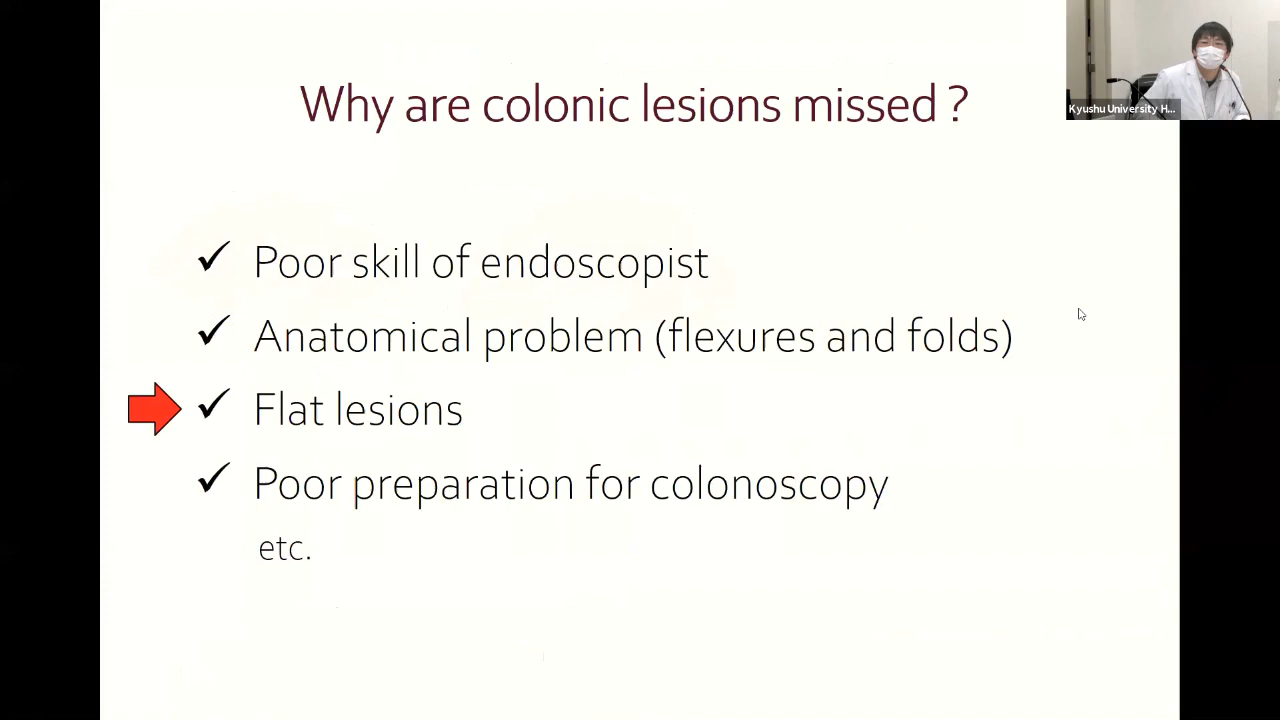 Why are colonic lesions missed ?
Kyushu University H...
✓ Poor skill of endoscopist
✓ Anatomical problem (flexures and folds)
✓ Flat lesions
✓ Poor preparation for colonoscopy
etc.